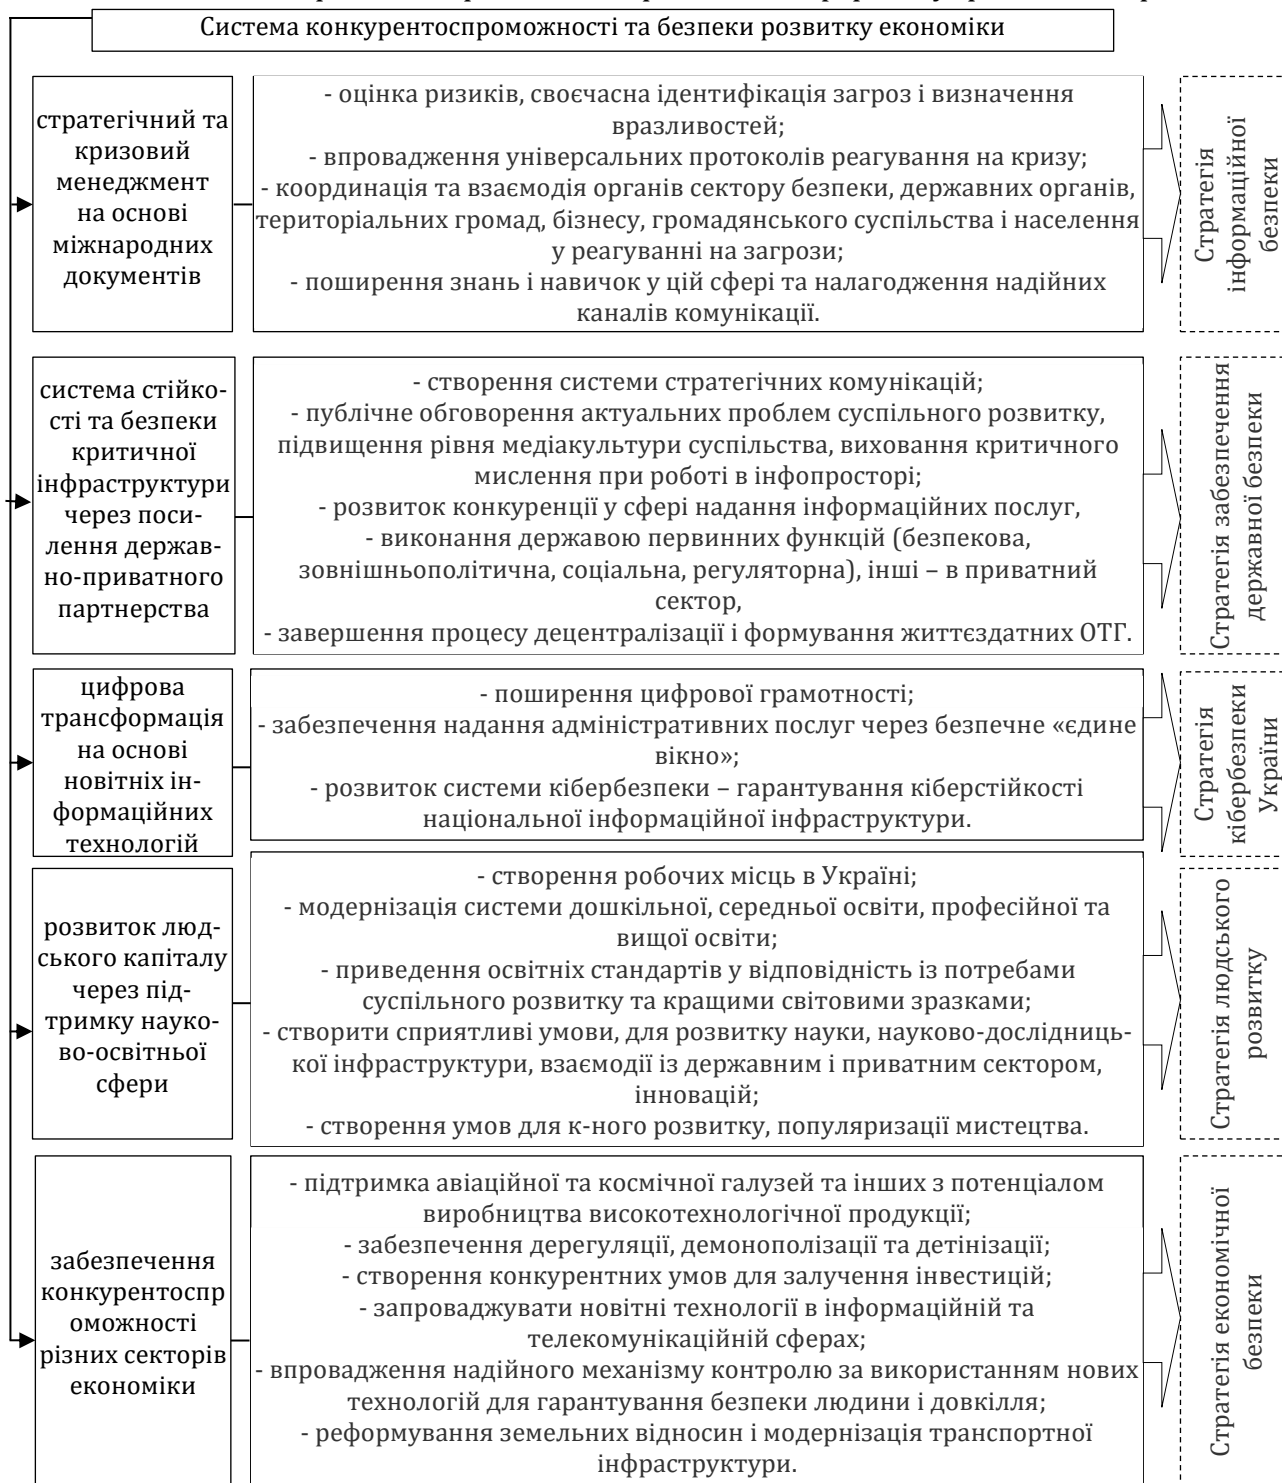 Система конкурентоспроможності та безпеки розвитку економіки
стратегічний та
кризовий
менеджмент
на основі
міжнародних
документів
- оцінка ризиків, своєчасна ідентифікація загроз і визначення
вразливостей;
- впровадження універсальних протоколів реагування на кризу;
- координація та взаємодія органів сектору безпеки, державних органів,
територіальних громад, бізнесу, громадянського суспільства і населення
у реагуванні на загрози;
- поширення знань і навичок у цій сфері та налагодження надійних
каналів комунікації.
Стратегія
інформаційної
безпеки
система стійко-
сті та безпеки
критичної
інфраструктури
через поси-
лення держав-
но-приватного
партнерства
- створення системи стратегічних комунікацій;
- публічне обговорення актуальних проблем суспільного розвитку,
підвищення рівня медіакультури суспільства, виховання критичного
мислення при роботі в інфопросторі;
- розвиток конкуренції у сфері надання інформаційних послуг,
- виконання державою первинних функцій (безпекова,
зовнішньополітична, соціальна, регуляторна), інші – в приватний
сектор,
- завершення процесу децентралізації і формування життєздатних ОТГ.
Стратегія забезпечення
державної безпеки
цифрова
трансформація
на основі
новітніх ін-
формаційних
технологій
- поширення цифрової грамотності;
- забезпечення надання адміністративних послуг через безпечне «єдине
вікно»;
- розвиток системи кібербезпеки – гарантування кіберстійкості
національної інформаційної інфраструктури.
Стратегія
кібербезпеки
України
розвиток люд-
ського капіталу
через під-
тримку науко-
во-освітньої
сфери
- створення робочих місць в Україні;
- модернізація системи дошкільної, середньої освіти, професійної та
вищої освіти;
- приведення освітніх стандартів у відповідність із потребами
суспільного розвитку та кращими світовими зразками;
- створити сприятливі умови, для розвитку науки, науково-дослідниць-
кої інфраструктури, взаємодії із державним і приватним сектором,
інновацій;
- створення умов для к-ного розвитку, популяризації мистецтва.
Стратегія людського
розвитку
забезпечення
конкурентоспр
оможності
різних секторів
економіки
- підтримка авіаційної та космічної галузей та інших з потенціалом
виробництва високотехнологічної продукції;
- забезпечення дерегуляції, демонополізації та детінізації;
- створення конкурентних умов для залучення інвестицій;
- запроваджувати новітні технології в інформаційній та
телекомунікаційній сферах;
- впровадження надійного механізму контролю за використанням нових
технологій для гарантування безпеки людини і довкілля;
- реформування земельних відносин і модернізація транспортної
інфраструктури.
Стратегія економічної
безпеки